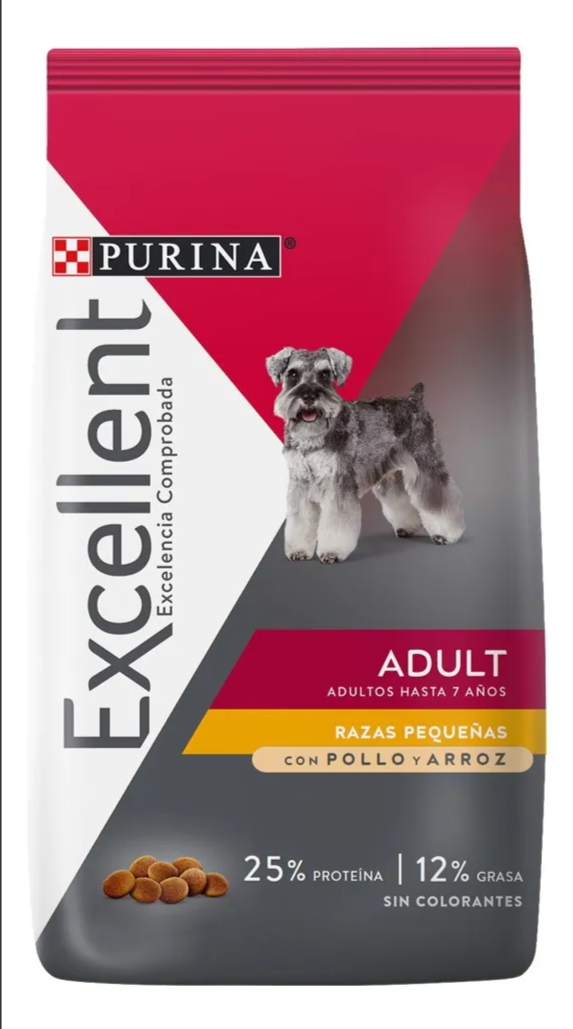 PURINA®
Excellent
Excelencia Comprobada
ADULT
ADULTOS HASTA 7 AÑOS
RAZAS PEQUEÑAS
CON POLLO Y ARROZ
25% PROTEÍNA | 12% GRASA
SIN COLORANTES